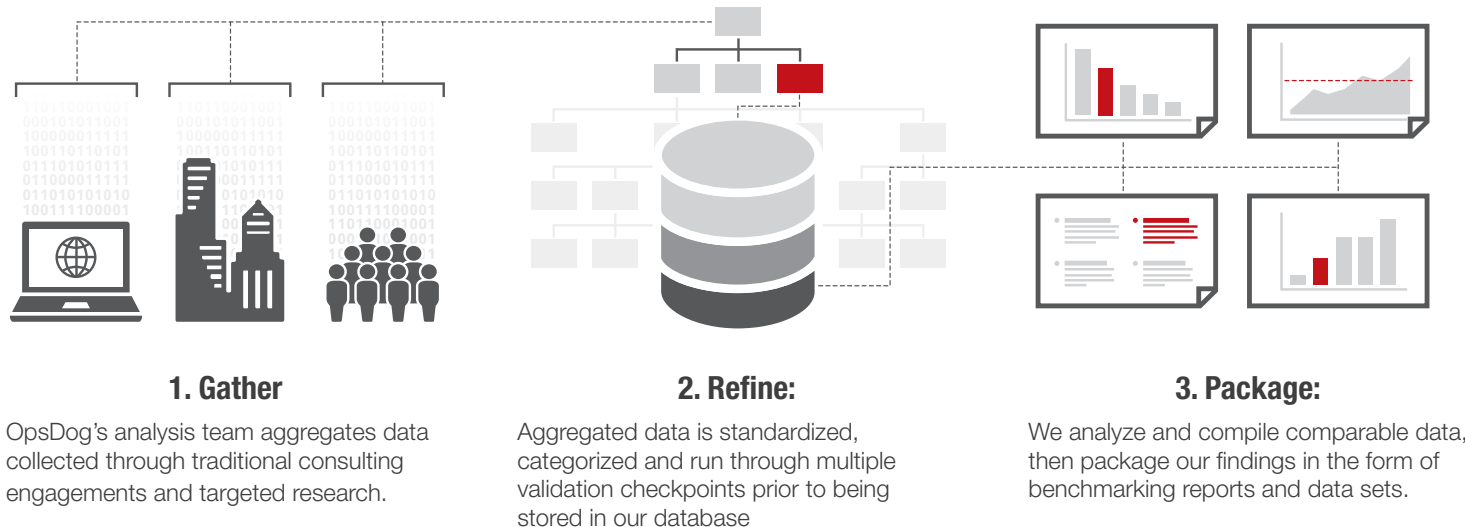 1. Gather
OpsDog's analysis team aggregates data
collected through traditional consulting
engagements and targeted research.
2. Refine:
Aggregated data is standardized,
categorized and run through multiple
validation checkpoints prior to being
stored in our database
3. Package:
We analyze and compile comparable data,
then package our findings in the form of
benchmarking reports and data sets.